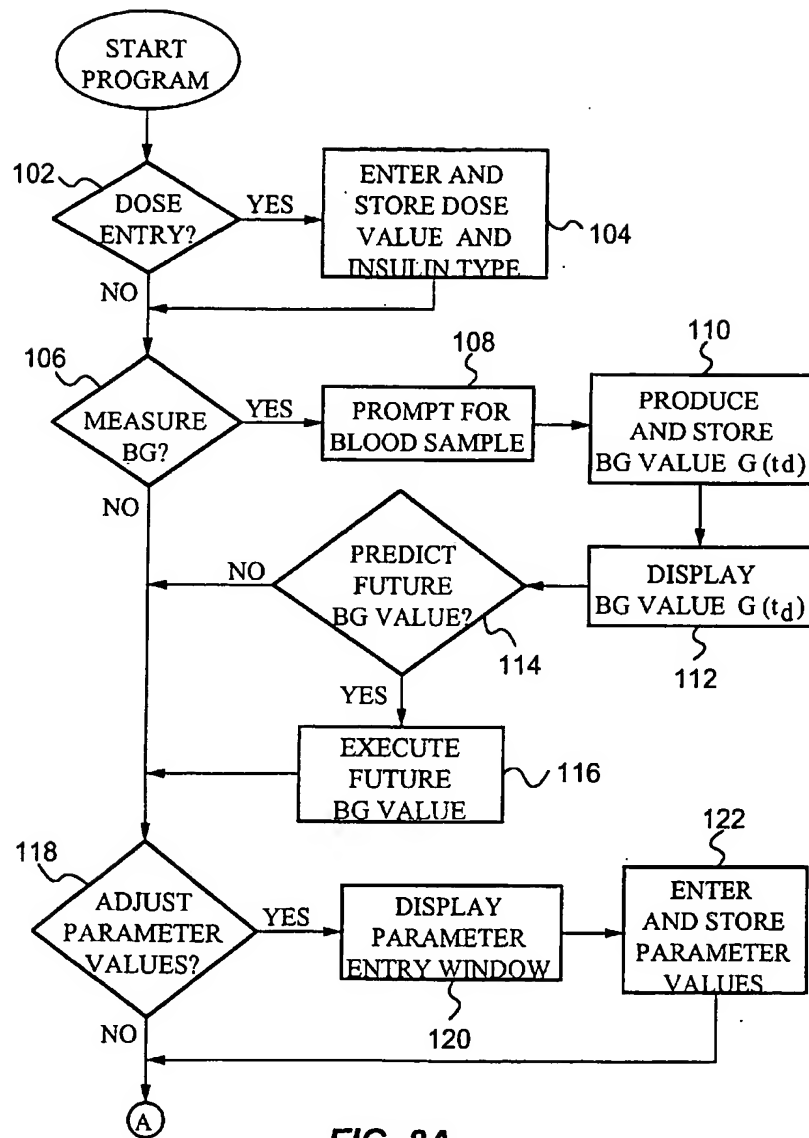 START
PROGRAM
102
DOSE
ENTRY?
YES
ENTER AND
STORE DOSE
VALUE AND
INSULIN TYPE
104
NO
106
MEASURE
BG?
YES
108
PROMPT FOR
BLOOD SAMPLE
110
PRODUCE
AND STORE
BG VALUE G(td)
NO
PREDICT
FUTURE
BG VALUE?
NO
114
DISPLAY
BG VALUE G(td)
112
YES
EXECUTE
FUTURE
BG VALUE
116
118
ADJUST
PARAMETER
VALUES?
YES
DISPLAY
PARAMETER
ENTRY WINDOW
120
122
ENTER
AND STORE
PARAMETER
VALUES
NO
A
FIG. 8A